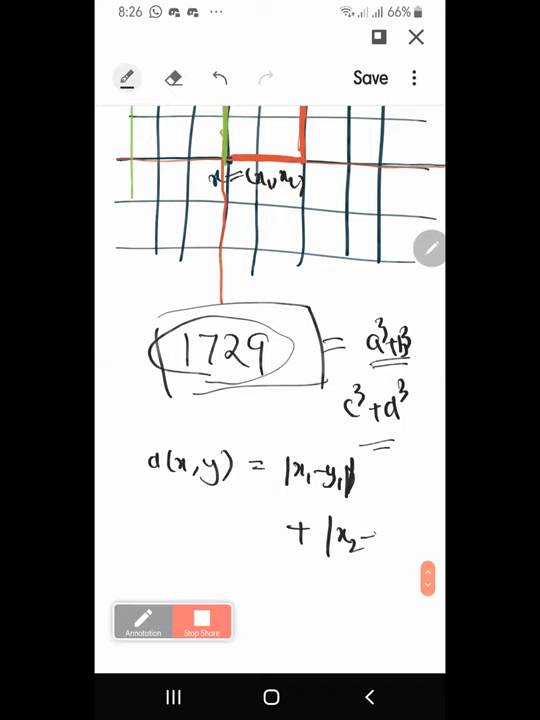 8:26 66%
Save
x = (x₁, x₂)
1729 = a³+b³
c³+d³
d(x,y) = |x₁-y₁|
+ |x₂-
Annotation Stop Share